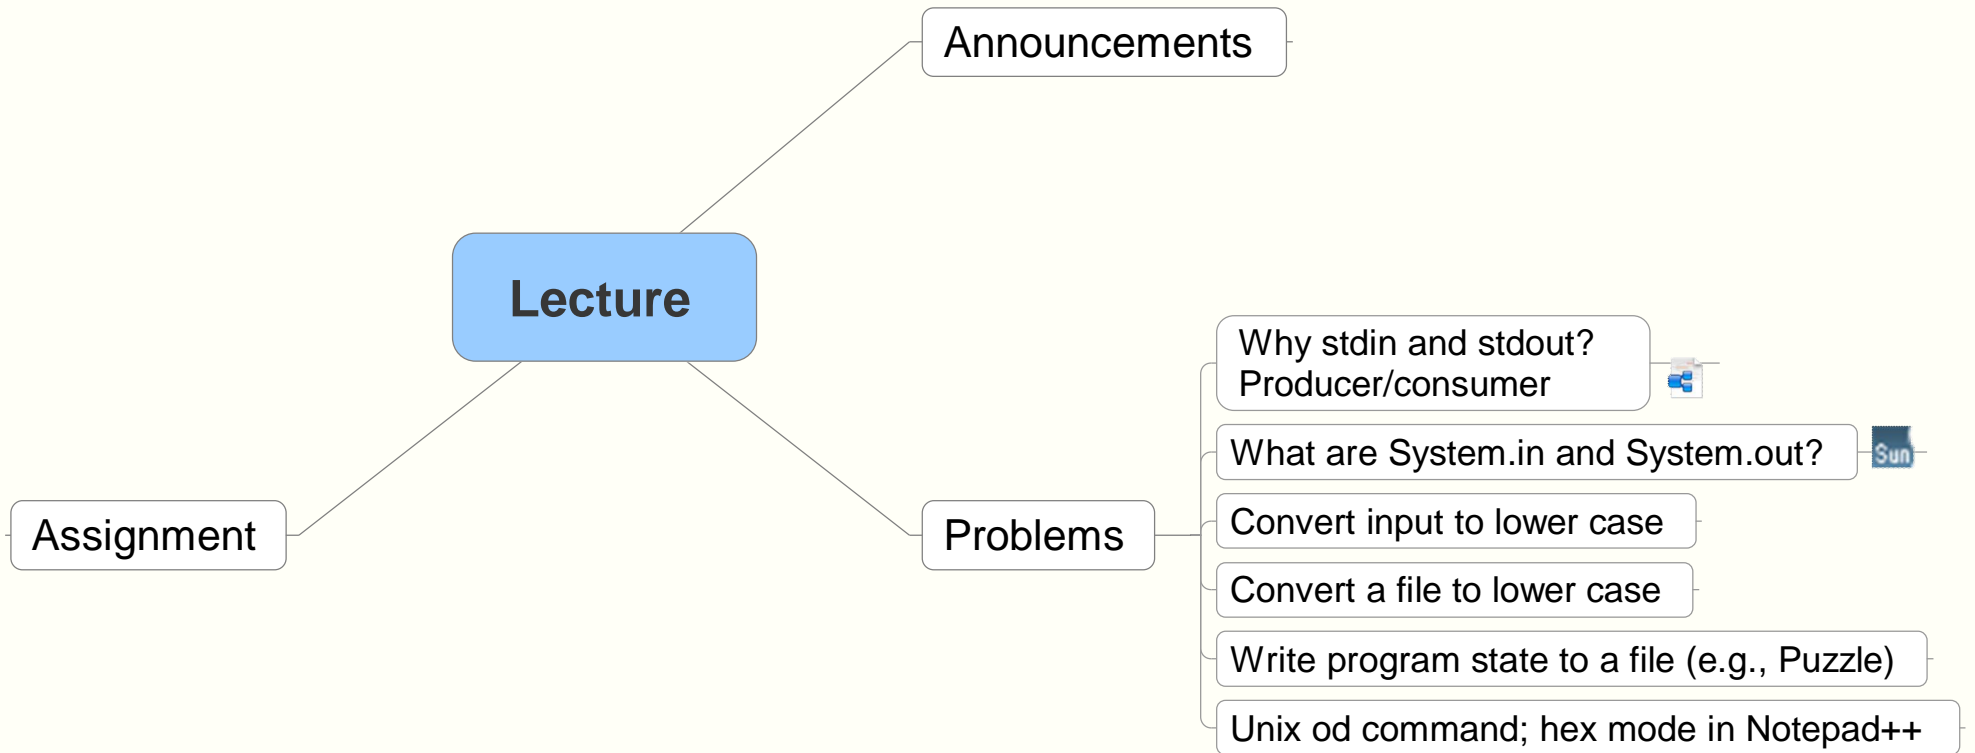 Announcements
Lecture
Why stdin and stdout?
Producer/consumer
What are System.in and System.out?
Sun
Assignment
Problems
Convert input to lower case
Convert a file to lower case
Write program state to a file (e.g., Puzzle)
Unix od command; hex mode in Notepad++